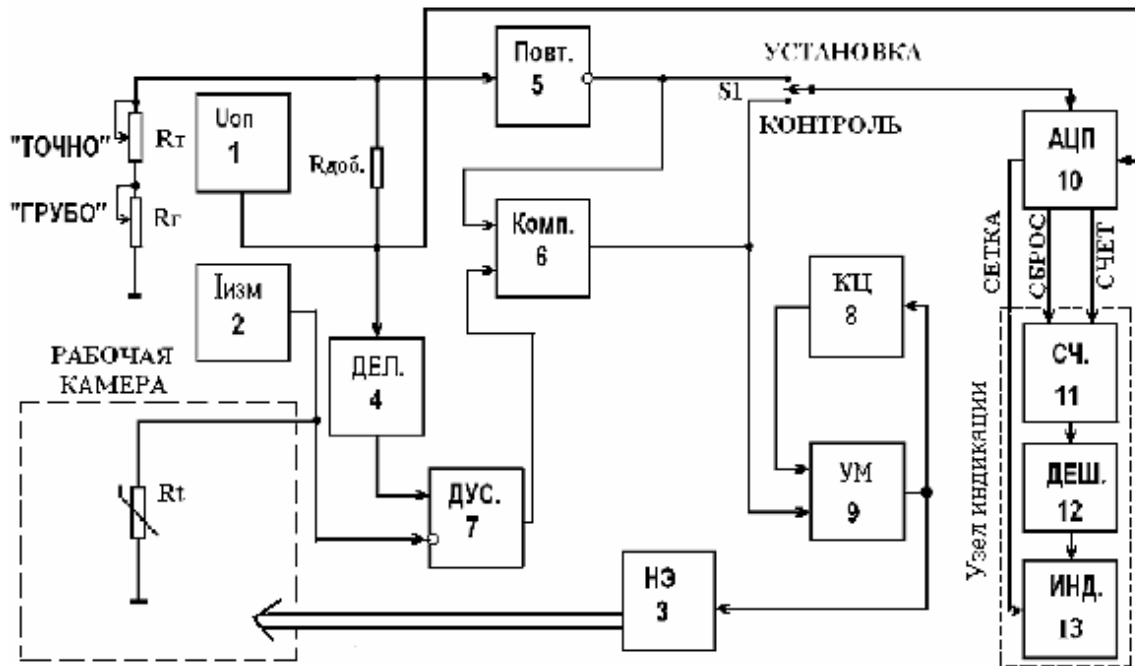 УСТАНОВКА
Повт.
5
S1
КОНТРОЛЬ
"ТОЧНО"
Rт
Uоп
1
Rдоб.
АЦП
10
"ГРУБО"
Rг
Комп.
6
СЕТКА
СБРОС
СЧЕТ
Iизм
2
КЦ
8
РАБОЧАЯ
КАМЕРА
ДЕЛ.
4
СЧ.
11
Rt
ДУС.
7
УМ
9
ДЕШ.
12
Узел индикации
НЭ
3
ИНД.
13